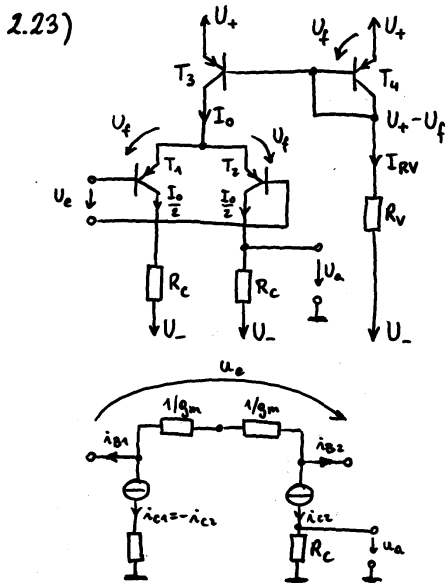 2.23)
U+ Uf U+
T3 T4
I0 U+-Uf
Uf Uf IRV
T1 T2
Ue I0/2 I0/2 RV
RC RC Ua
U- U- U-
ue
1/gm 1/gm
iB1 iB2
iC1=-iC2 iC2
RC ua